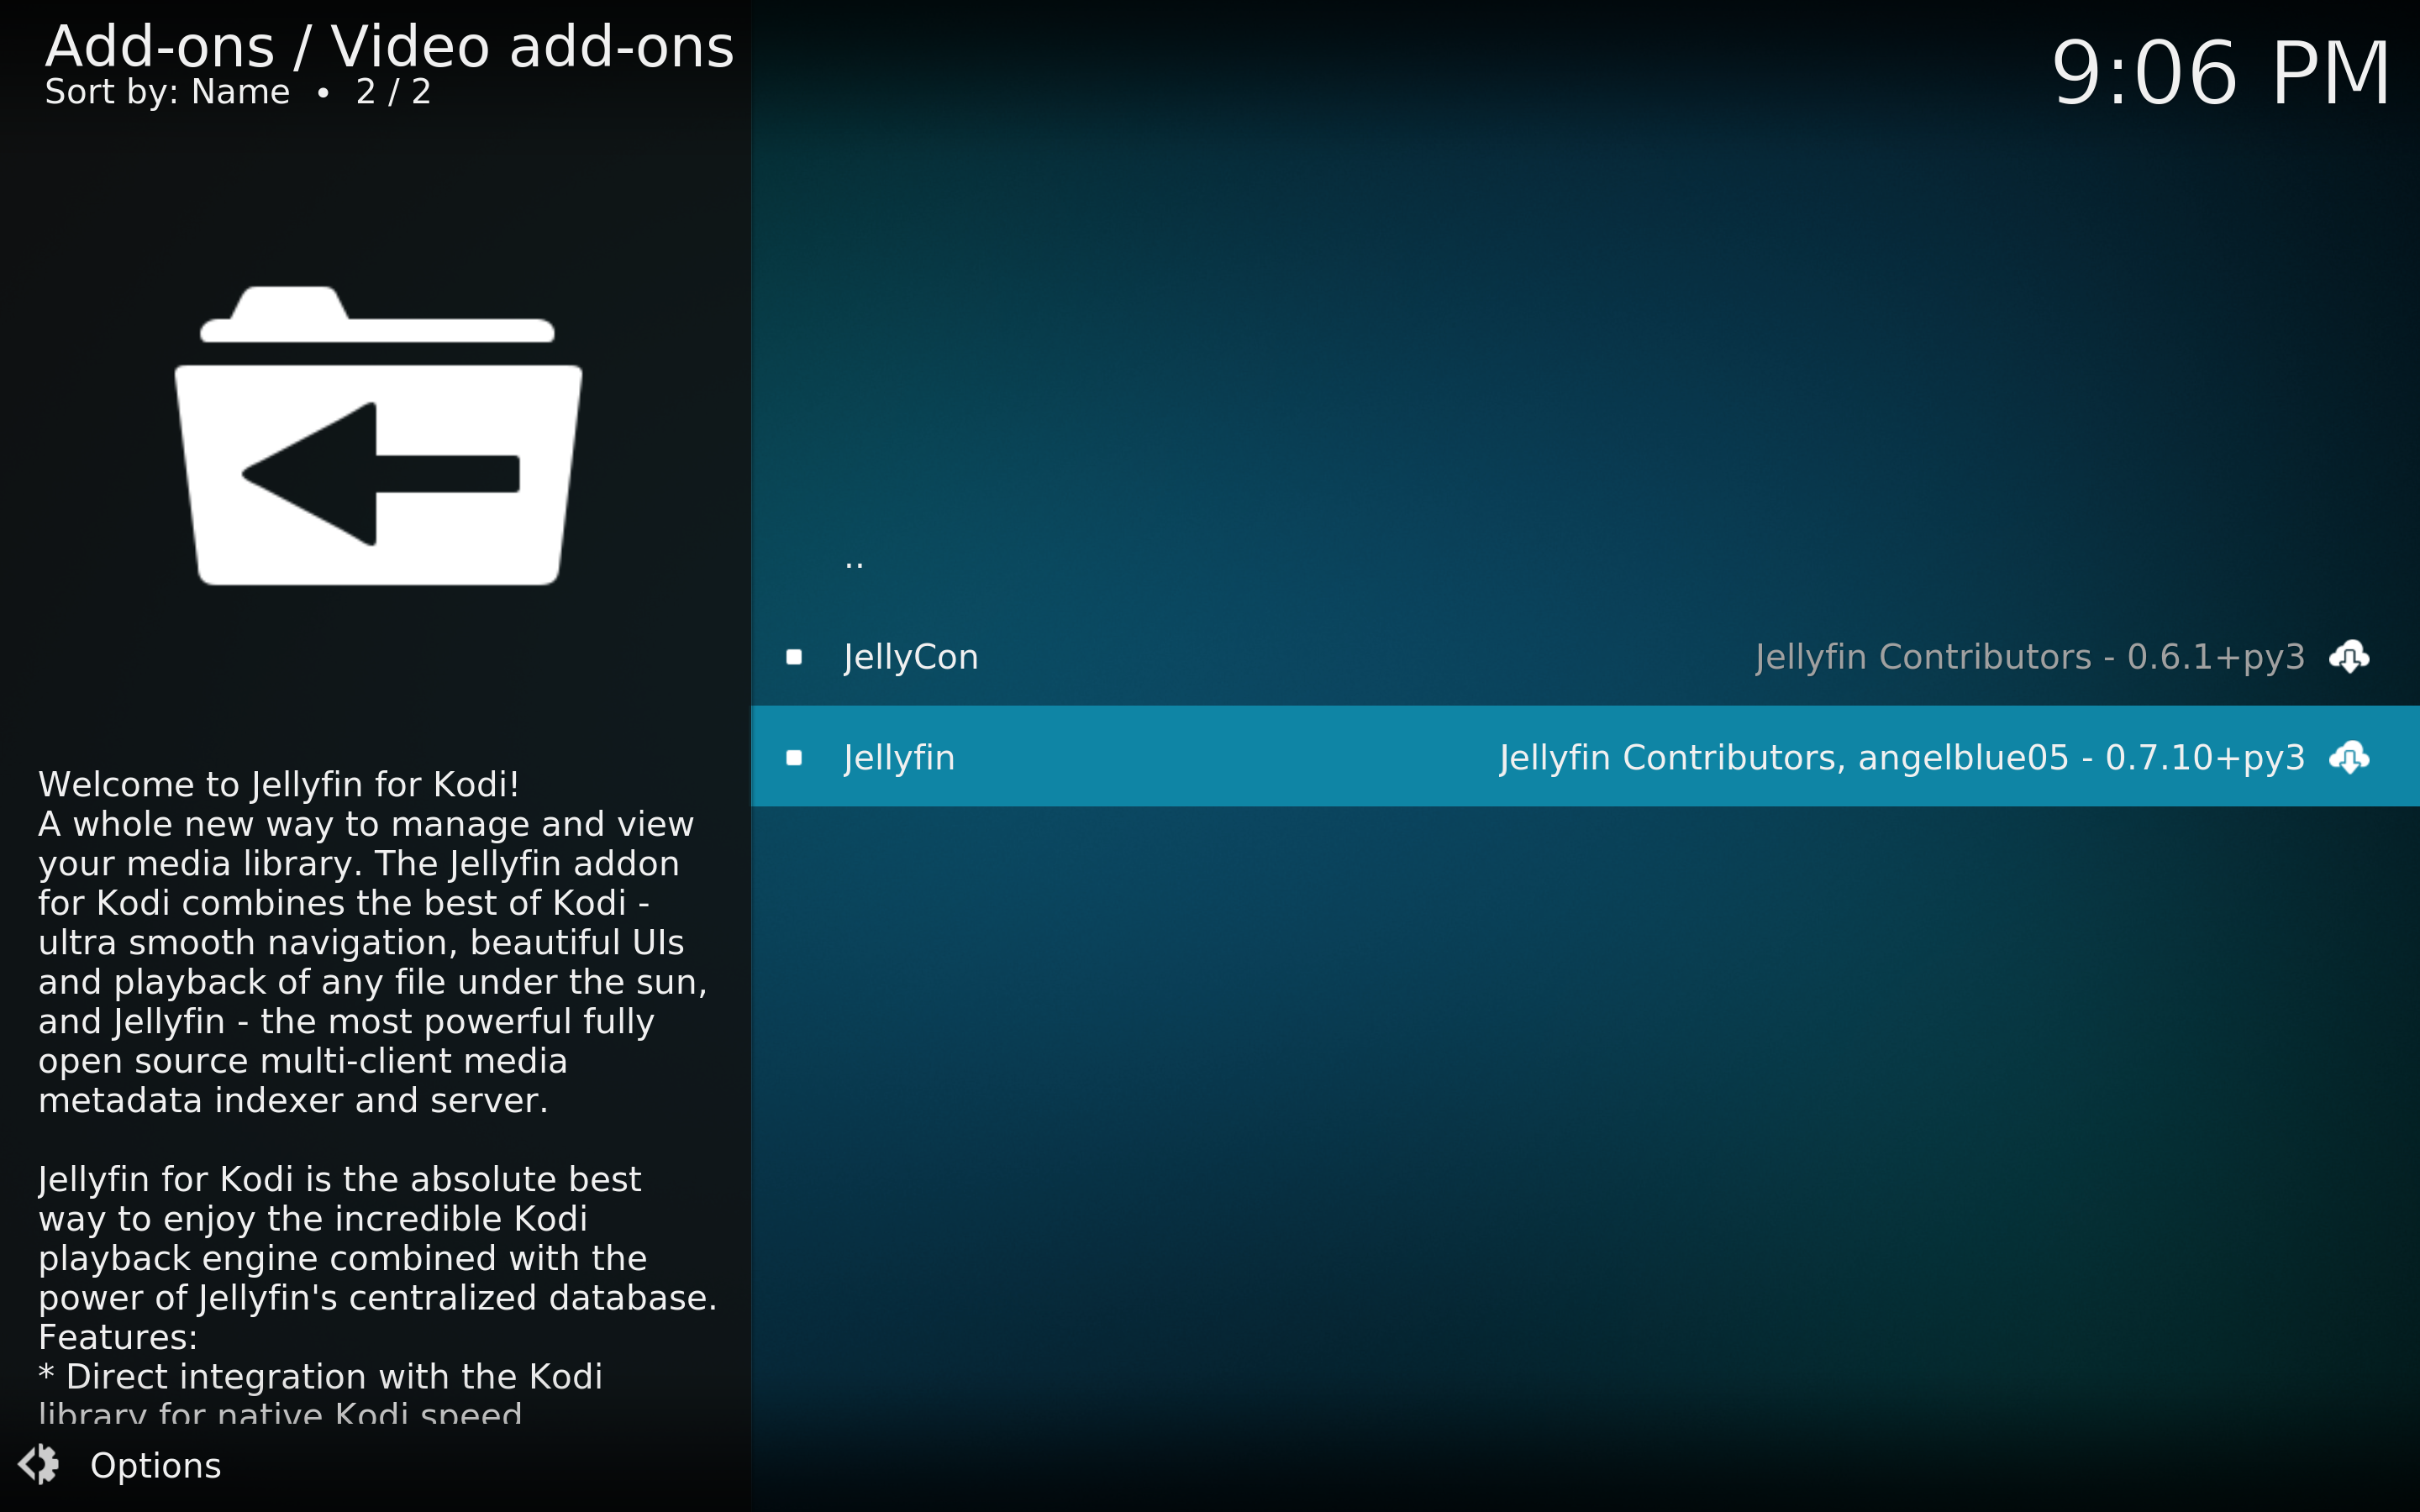 Add-ons / Video add-ons
Sort by: Name • 2 / 2
9:06 PM
..
JellyCon Jellyfin Contributors - 0.6.1+py3
Jellyfin Jellyfin Contributors, angelblue05 - 0.7.10+py3
Welcome to Jellyfin for Kodi!
A whole new way to manage and view
your media library. The Jellyfin addon
for Kodi combines the best of Kodi -
ultra smooth navigation, beautiful UIs
and playback of any file under the sun,
and Jellyfin - the most powerful fully
open source multi-client media
metadata indexer and server.
Jellyfin for Kodi is the absolute best
way to enjoy the incredible Kodi
playback engine combined with the
power of Jellyfin's centralized database.
Features:
* Direct integration with the Kodi
library for native Kodi speed
Options